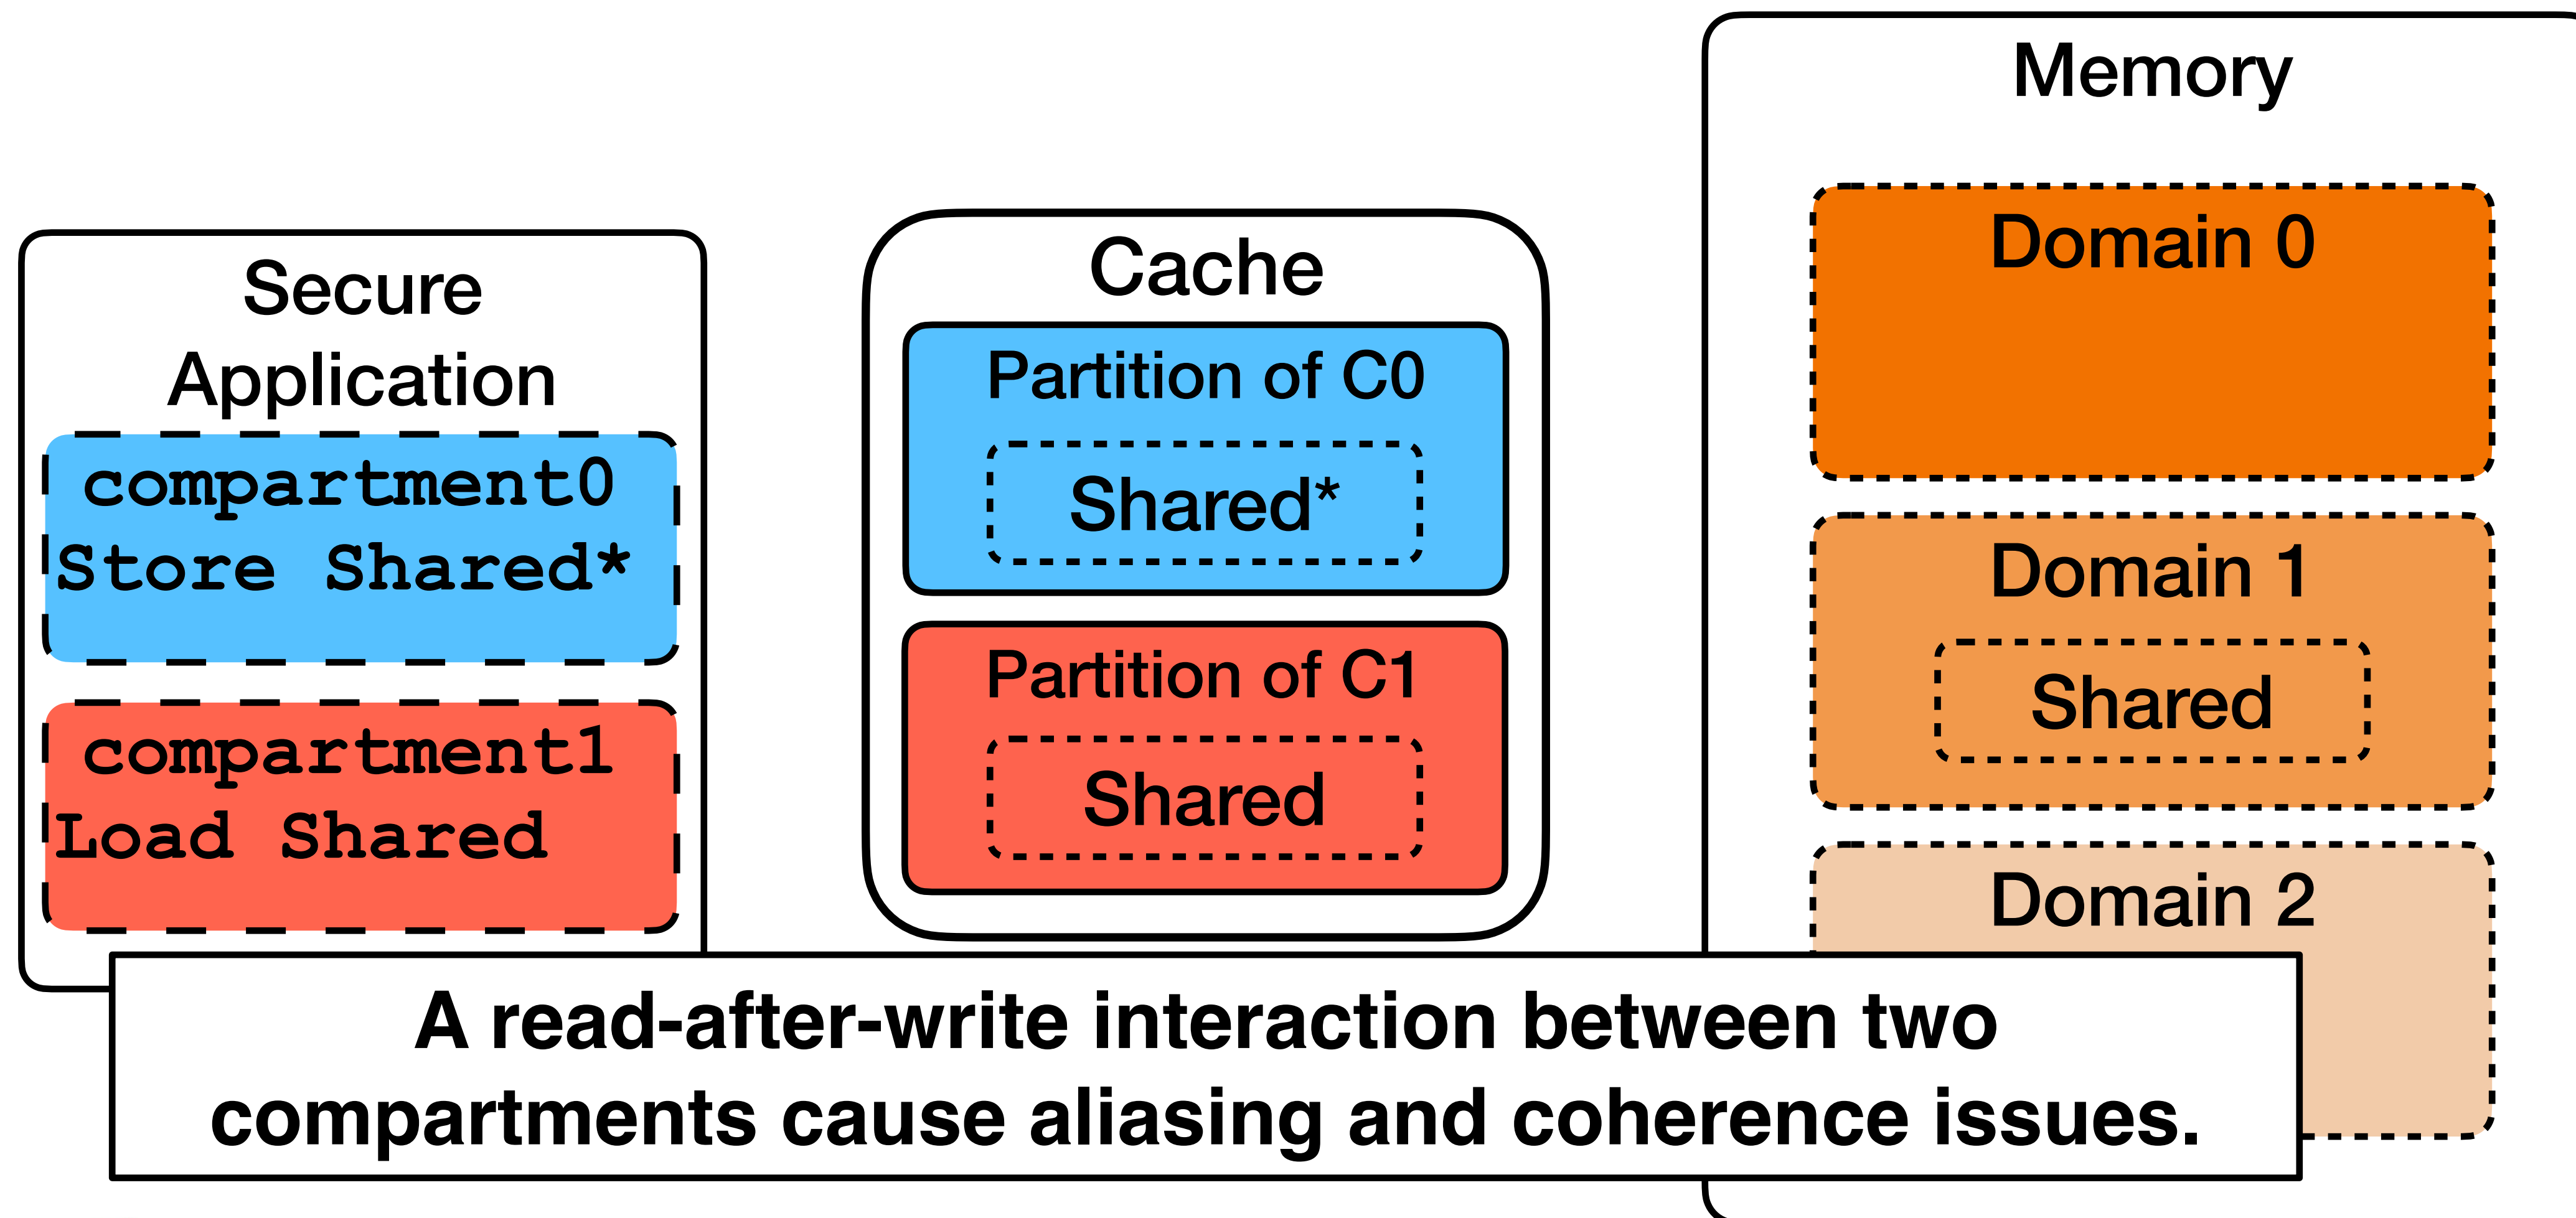 Secure
Application
compartment0
Store Shared*
compartment1
Load Shared
Cache
Partition of C0
Shared*
Partition of C1
Shared
Memory
Domain 0
Domain 1
Shared
Domain 2
A read-after-write interaction between two
compartments cause aliasing and coherence issues.